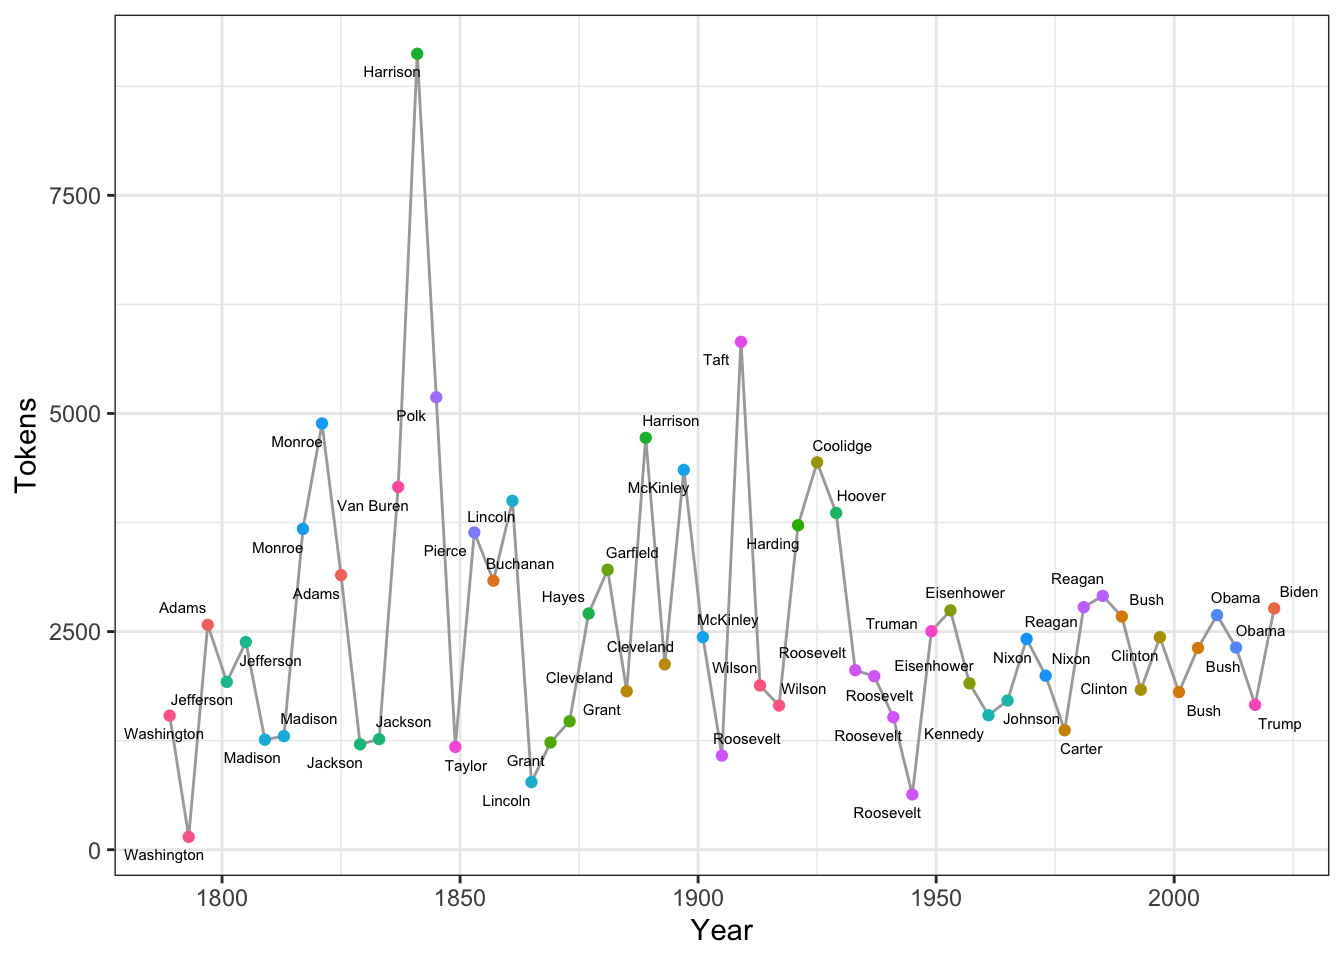 Harrison
7500
Taft
5000
Harrison
Polk
Monroe
Coolidge
McKinley
Hoover
Van Buren
Lincoln
Harding
Monroe
Pierce
Garfield
Buchanan
Reagan
Adams
Eisenhower
Biden
Hayes
Bush
Obama
Adams
McKinley
Truman
Reagan
2500
Obama
Cleveland
Roosevelt
Clinton
Nixon
Nixon
Jefferson
Wilson
Eisenhower
Bush
Cleveland
Wilson
Clinton
Jefferson
Roosevelt
Grant
Bush
Madison
Jackson
Johnson
Trump
Washington
Roosevelt
Roosevelt
Kennedy
Carter
Madison
Jackson
Taylor
Grant
Lincoln
Roosevelt
Washington
0
Tokens
1800 1850 1900 1950 2000
Year